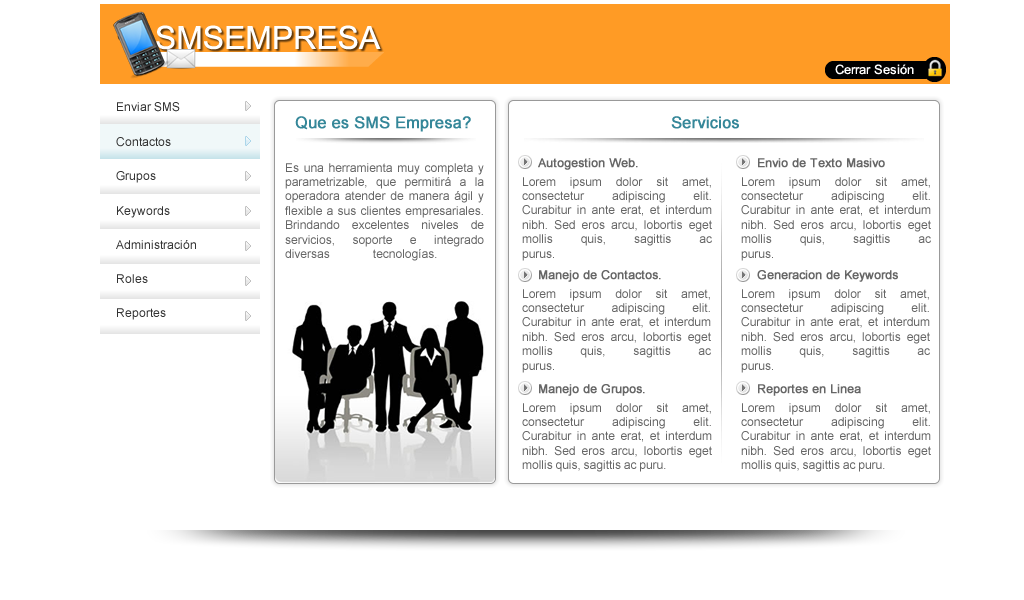 SMSEMPRESA
Cerrar Sesión
Enviar SMS
Contactos
Grupos
Keywords
Administración
Roles
Reportes
Que es SMS Empresa?
Es una herramienta muy completa y
parametrizable, que permitirá a la
operadora atender de manera ágil y
flexible a sus clientes empresariales.
Brindando excelentes niveles de
servicios, soporte e integrado
diversas tecnologías.
Servicios
Autogestion Web.
Lorem ipsum dolor sit amet,
consectetur adipiscing elit.
Curabitur in ante erat, et interdum
nibh. Sed eros arcu, lobortis eget
mollis quis, sagittis ac
purus.
Manejo de Contactos.
Lorem ipsum dolor sit amet,
consectetur adipiscing elit.
Curabitur in ante erat, et interdum
nibh. Sed eros arcu, lobortis eget
mollis quis, sagittis ac
purus.
Manejo de Grupos.
Lorem ipsum dolor sit amet,
consectetur adipiscing elit.
Curabitur in ante erat, et interdum
nibh. Sed eros arcu, lobortis eget
mollis quis, sagittis ac puru.
Envio de Texto Masivo
Lorem ipsum dolor sit amet,
consectetur adipiscing elit.
Curabitur in ante erat, et interdum
nibh. Sed eros arcu, lobortis eget
mollis quis, sagittis ac
purus.
Generacion de Keywords
Lorem ipsum dolor sit amet,
consectetur adipiscing elit.
Curabitur in ante erat, et interdum
nibh. Sed eros arcu, lobortis eget
mollis quis, sagittis ac
purus.
Reportes en Linea
Lorem ipsum dolor sit amet,
consectetur adipiscing elit.
Curabitur in ante erat, et interdum
nibh. Sed eros arcu, lobortis eget
mollis quis, sagittis ac puru.